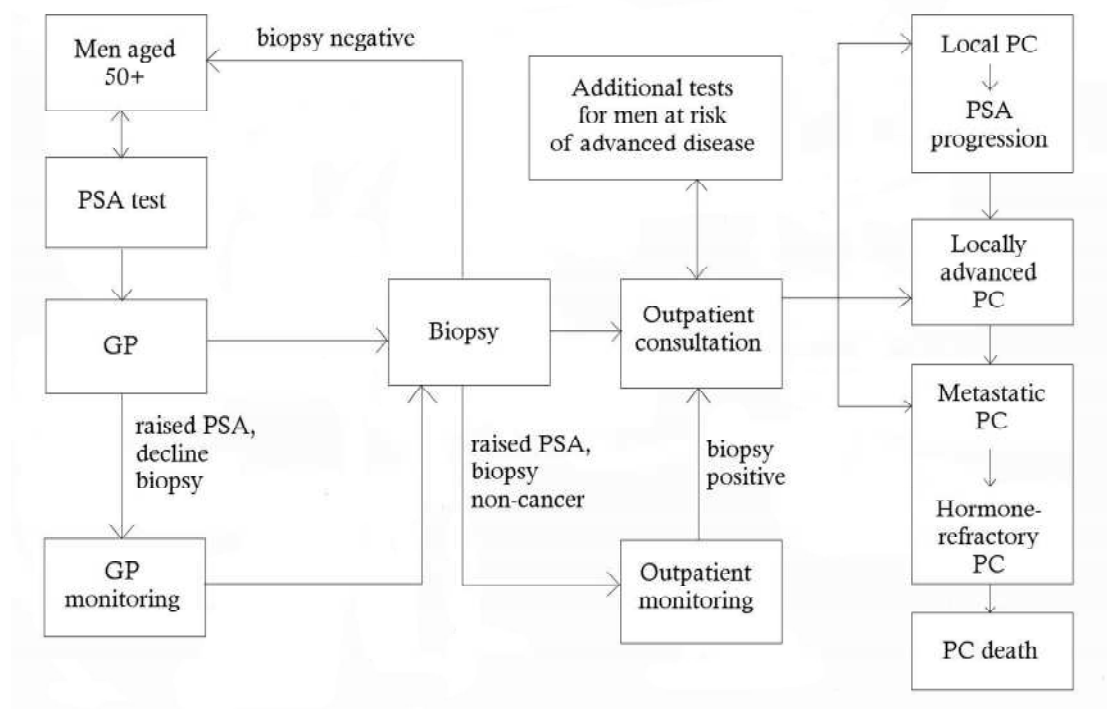 Men aged
50+
biopsy negative
PSA test
GP
raised PSA,
decline
biopsy
GP
monitoring
Biopsy
raised PSA,
biopsy
non-cancer
Additional tests
for men at risk
of advanced disease
Outpatient
consultation
biopsy
positive
Outpatient
monitoring
Local PC
PSA
progression
Locally
advanced
PC
Metastatic
PC
Hormone-
refractory
PC
PC death